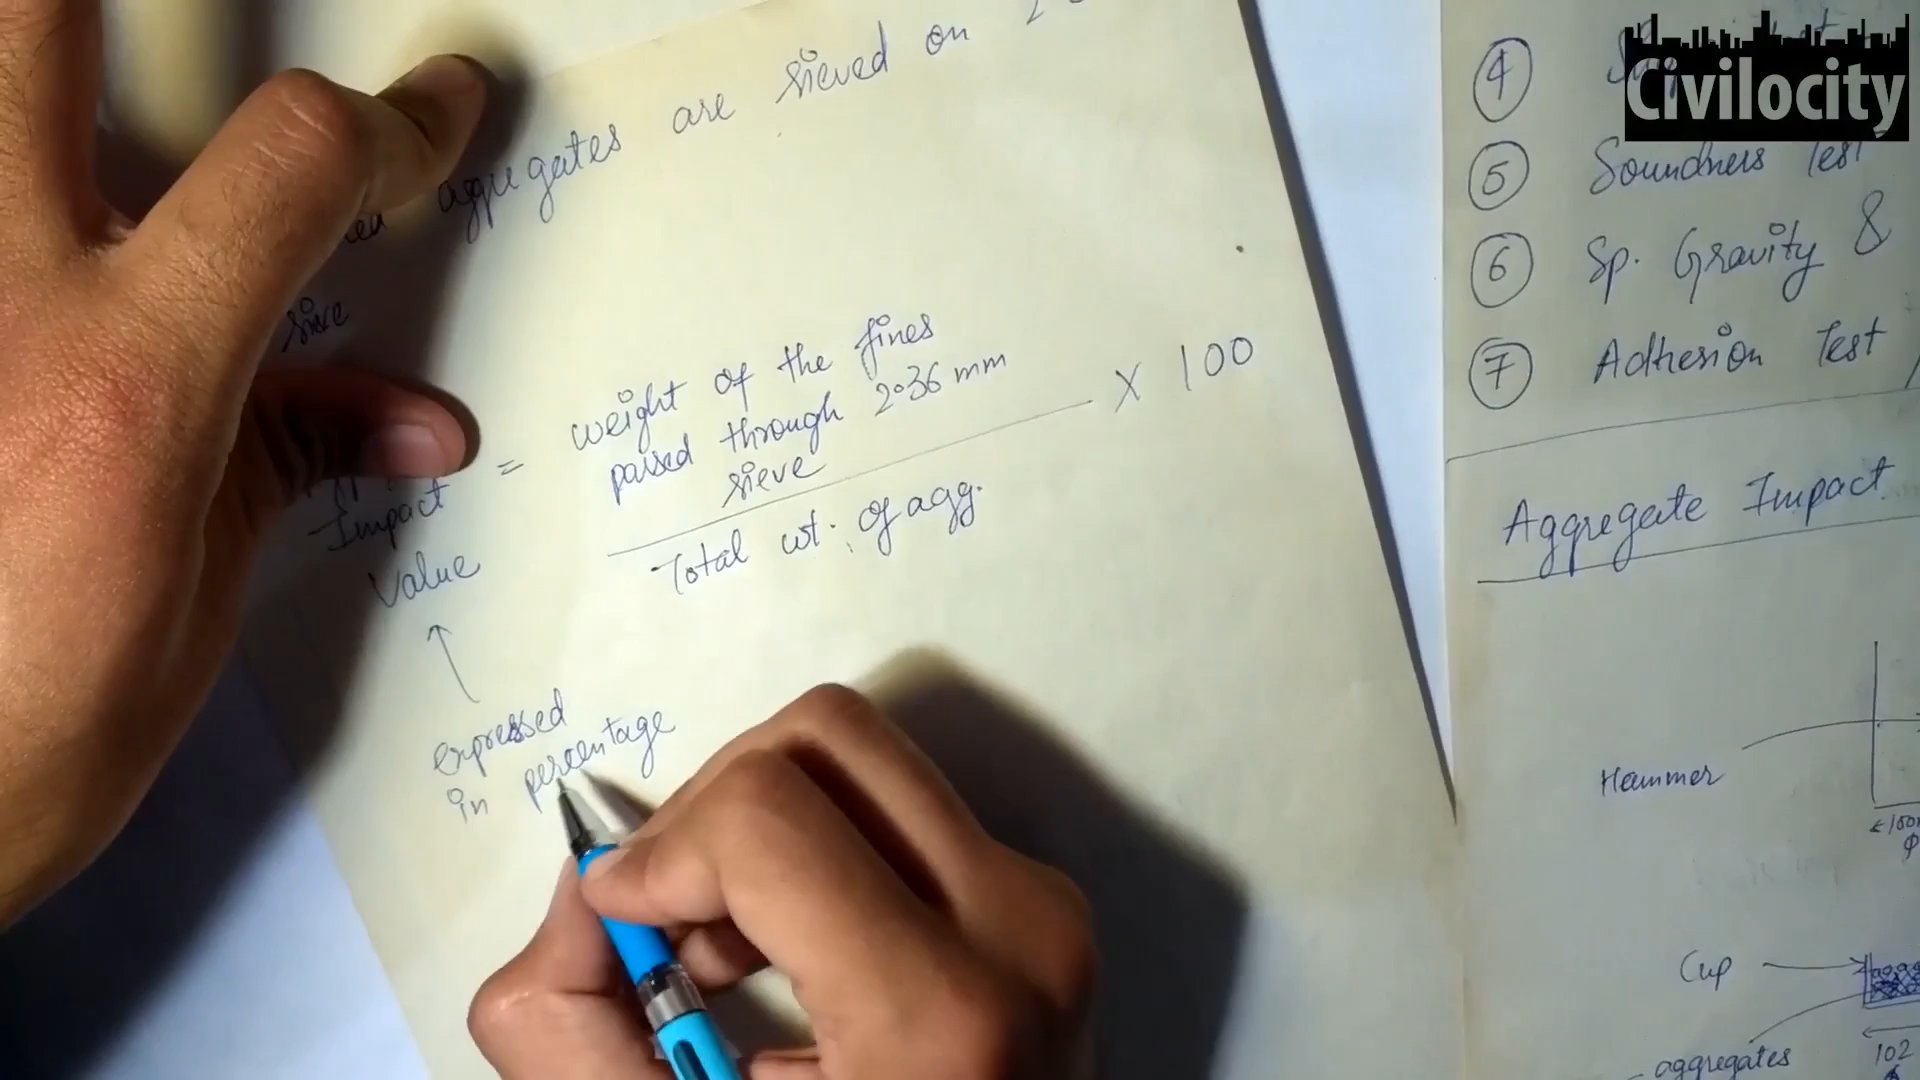 aggregates are sieved on
sieve
Impact
Value
=
weight of the fines
passed through 2.36 mm
sieve
Total wt. of agg.
X 100
expressed
in percentage
4
5 Soundness Test
6 Sp. Gravity &
7 Adhesion Test
Aggregate Impact
Hammer
Cup
aggregates
102
Civilocity